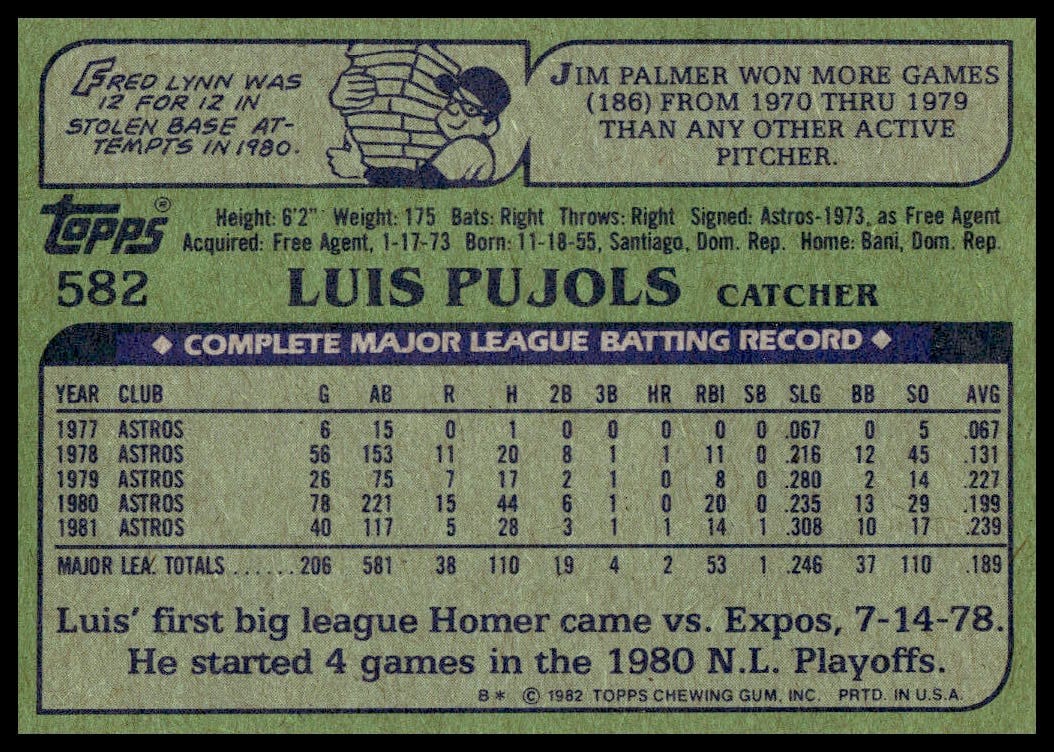 FRED LYNN WAS
12 FOR 12 IN
STOLEN BASE AT-
TEMPTS IN 1980.
JIM PALMER WON MORE GAMES
(186) FROM 1970 THRU 1979
THAN ANY OTHER ACTIVE
PITCHER.
TOPPS®
Height: 6'2" Weight: 175 Bats: Right Throws: Right Signed: Astros-1973, as Free Agent
Acquired: Free Agent, 1-17-73 Born: 11-18-55, Santiago, Dom. Rep. Home: Bani, Dom. Rep.
582 LUIS PUJOLS CATCHER
◆ COMPLETE MAJOR LEAGUE BATTING RECORD ◆
YEAR CLUB G AB R H 2B 3B HR RBI SB SLG BB SO AVG
1977 ASTROS 6 15 0 1 0 0 0 0 0 .067 0 5 .067
1978 ASTROS 56 153 11 20 8 1 1 11 0 .216 12 45 .131
1979 ASTROS 26 75 7 17 2 1 0 8 0 .280 2 14 .227
1980 ASTROS 78 221 15 44 6 1 0 20 0 .235 13 29 .199
1981 ASTROS 40 117 5 28 3 1 1 14 1 .308 10 17 .239
MAJOR LEA. TOTALS ...... 206 581 38 110 19 4 2 53 1 .246 37 110 .189
Luis' first big league Homer came vs. Expos, 7-14-78.
He started 4 games in the 1980 N.L. Playoffs.
B* © 1982 TOPPS CHEWING GUM, INC. PRTD. IN U.S.A.